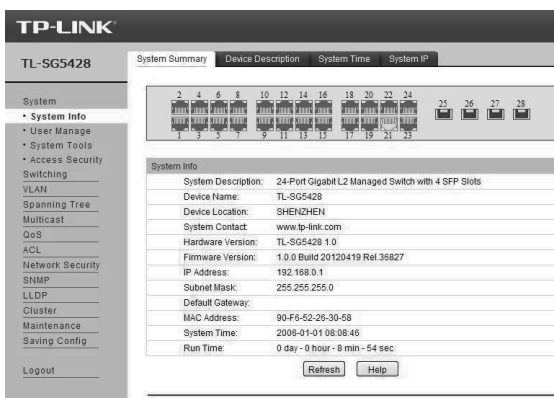 TP-LINK
TL-SG5428
System Summary Device Description System Time System IP
System
• System Info
• User Manage
• System Tools
• Access Security
Switching
VLAN
Spanning Tree
Multicast
QoS
ACL
Network Security
SNMP
LLDP
Cluster
Maintenance
Saving Config
Logout
2 4 6 8 10 12 14 16 18 20 22 24
25 26 27 28
1 3 5 7 9 11 13 15 17 19 21 23
System Info
System Description: 24-Port Gigabit L2 Managed Switch with 4 SFP Slots
Device Name: TL-SG5428
Device Location: SHENZHEN
System Contact: www.tp-link.com
Hardware Version: TL-SG5428 1.0
Firmware Version: 1.0.0 Build 20120419 Rel.36827
IP Address: 192.168.0.1
Subnet Mask: 255.255.255.0
Default Gateway:
MAC Address: 90-F6-52-26-30-58
System Time: 2006-01-01 08:08:46
Run Time: 0 day - 0 hour - 8 min - 54 sec
Refresh Help